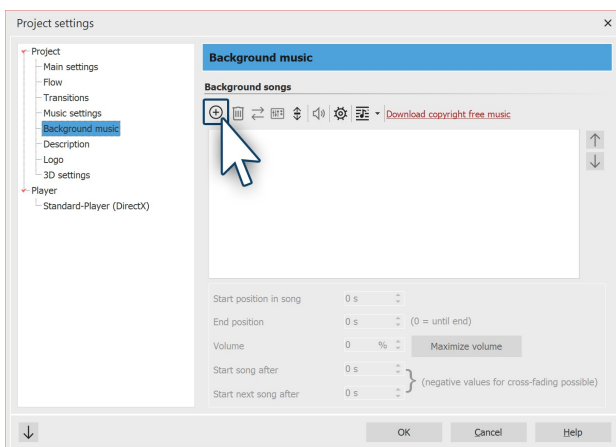 Project settings
Project
Main settings
Flow
Transitions
Music settings
Background music
Description
Logo
3D settings
Player
Standard-Player (DirectX)
Background music
Background songs
Download copyright free music
Start position in song 0 s
End position 0 s (0 = until end)
Volume 0 % Maximize volume
Start song after 0 s
(negative values for cross-fading possible)
Start next song after 0 s
OK Cancel Help